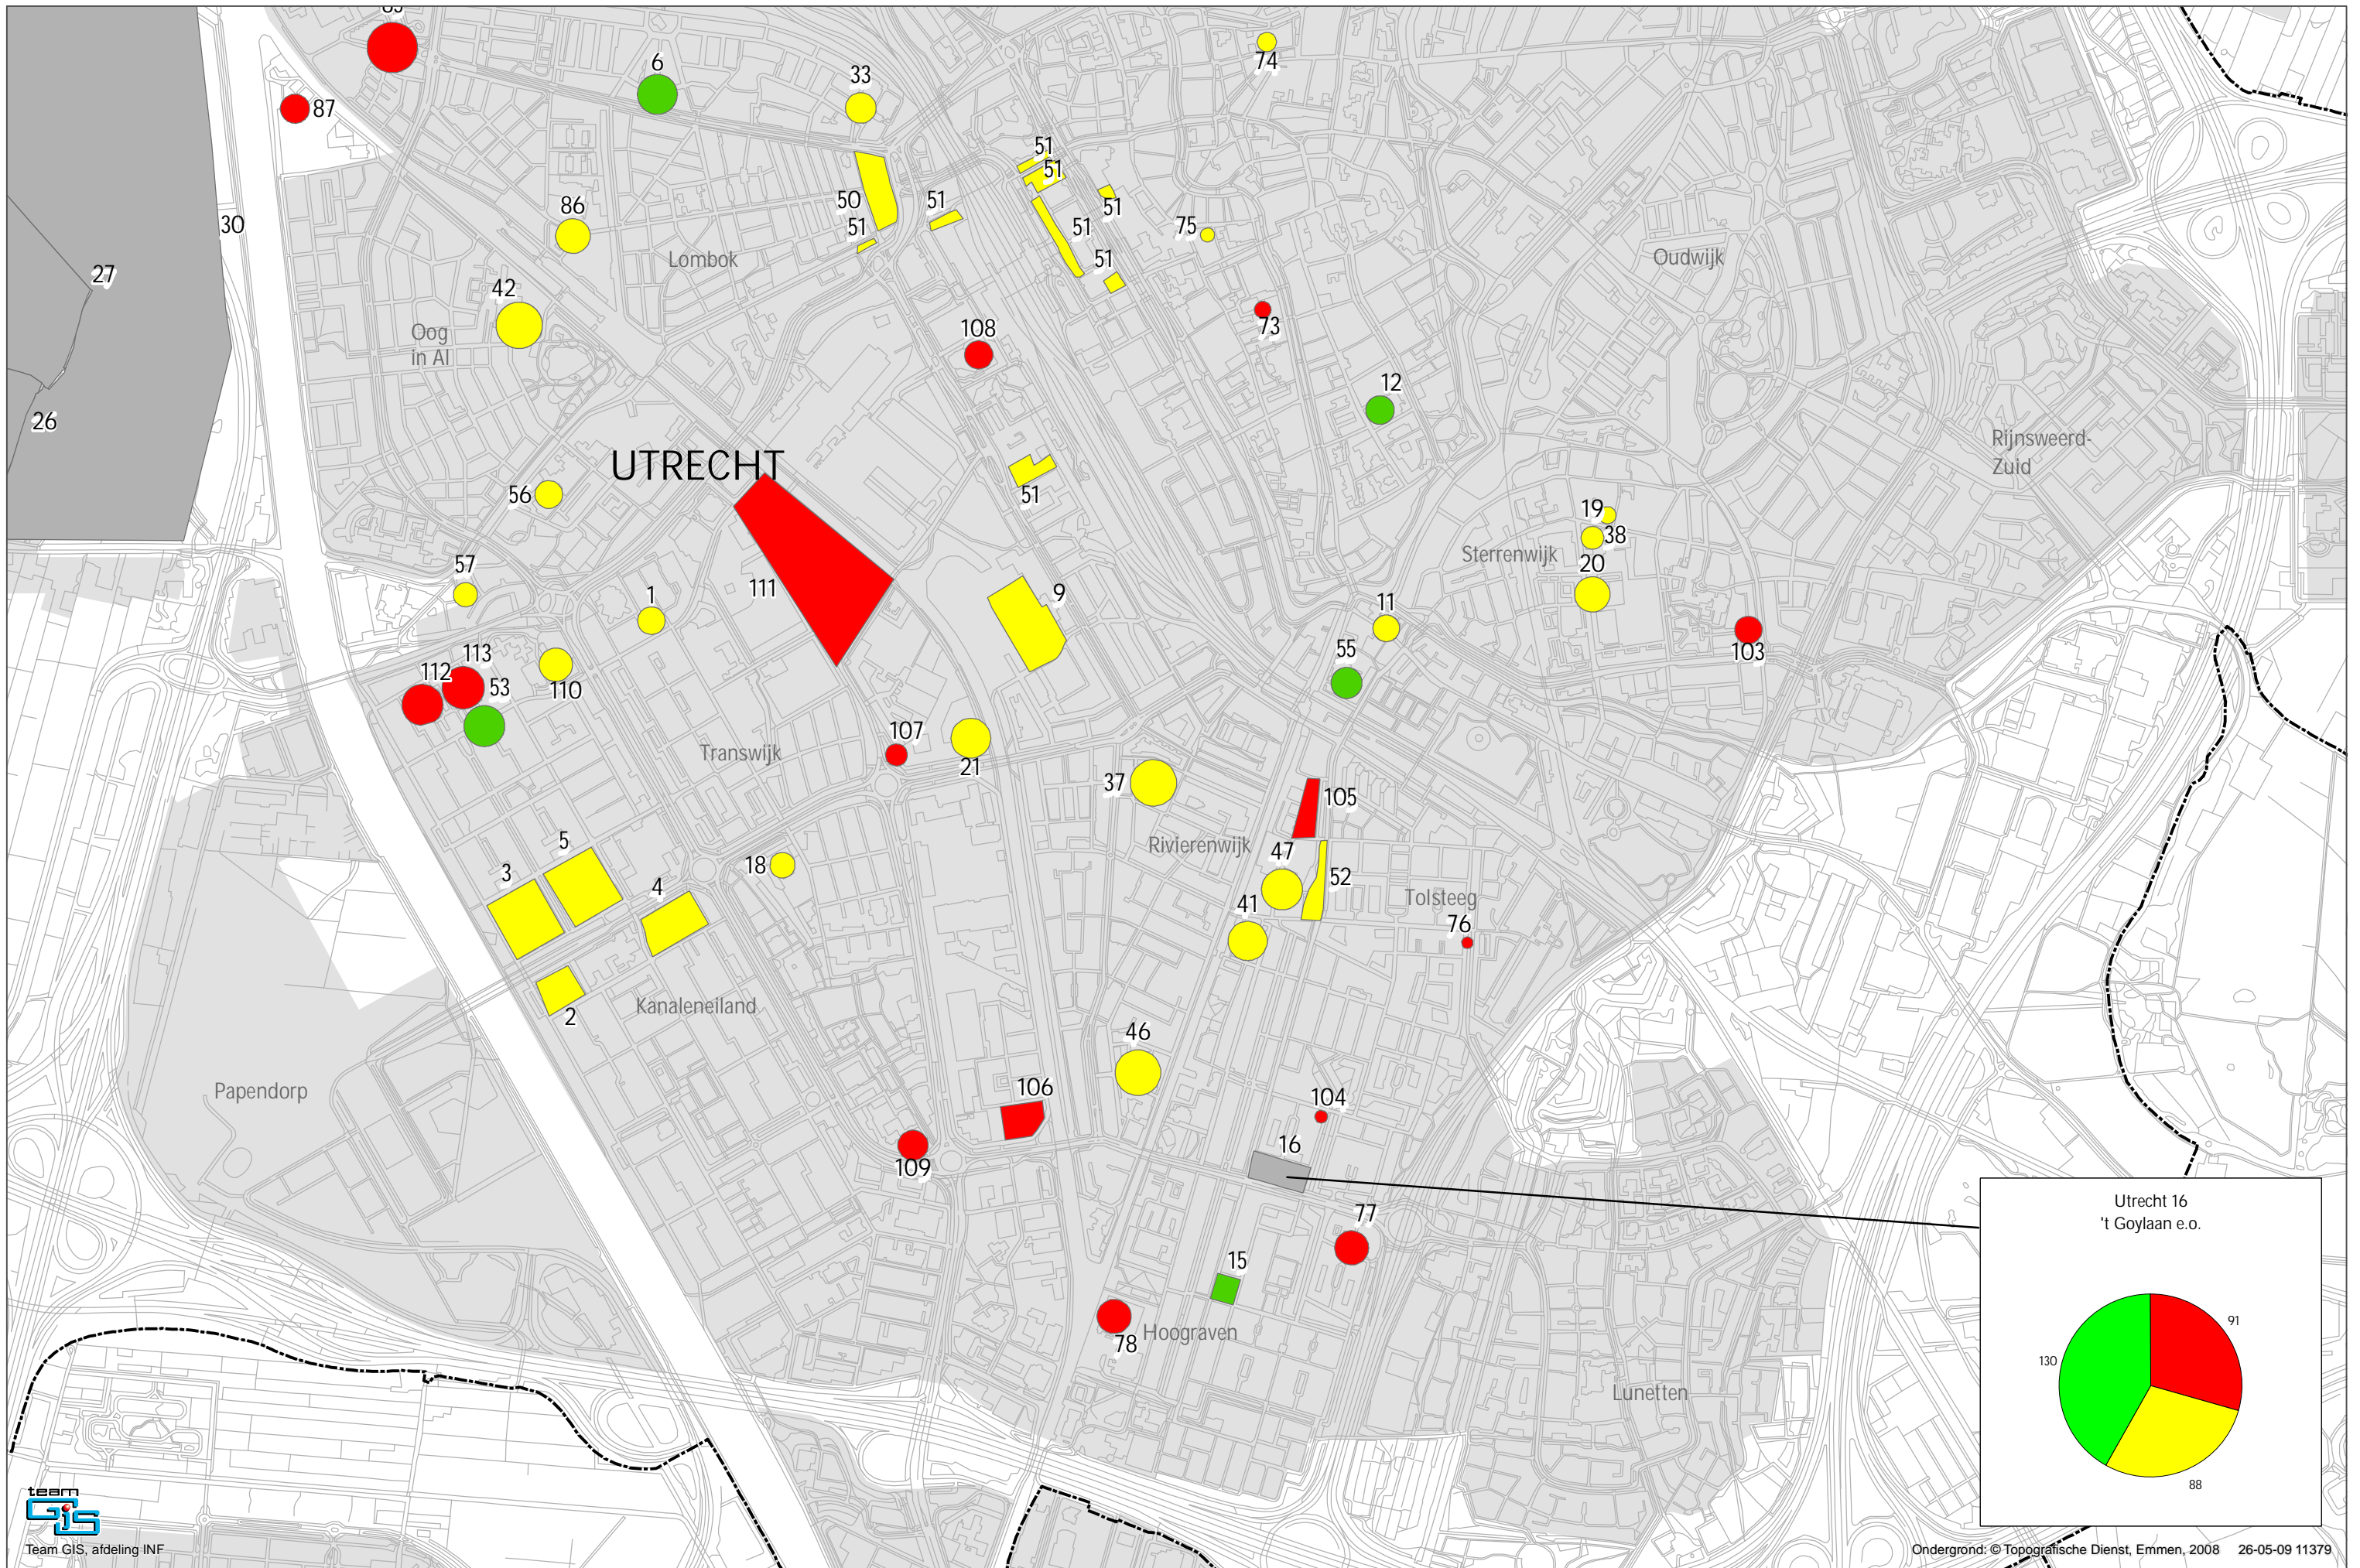 6
33
74
87
51
51
86
50
51
51
51
75
30
51
Lombok
51
Oudwijk
27
42
Oog
in Al
108
73
12
26
Rijnsweerd-
Zuid
UTRECHT
56
51
19
38
Sterrenwijk
57
20
1
111
9
11
113
112
53
110
55
103
107
Transwijk
21
37
105
Rivierenwijk
5
18
47
3
4
52
41
Tolsteeg
76
Kanaleneiland
2
46
Papendorp
106
104
16
109
Utrecht 16
't Goylaan e.o.
77
15
91
78
Hoograven
130
Lunetten
88
team
GIS
Team GIS, afdeling INF
Ondergrond: © Topografische Dienst, Emmen, 2008 26-05-09 11379